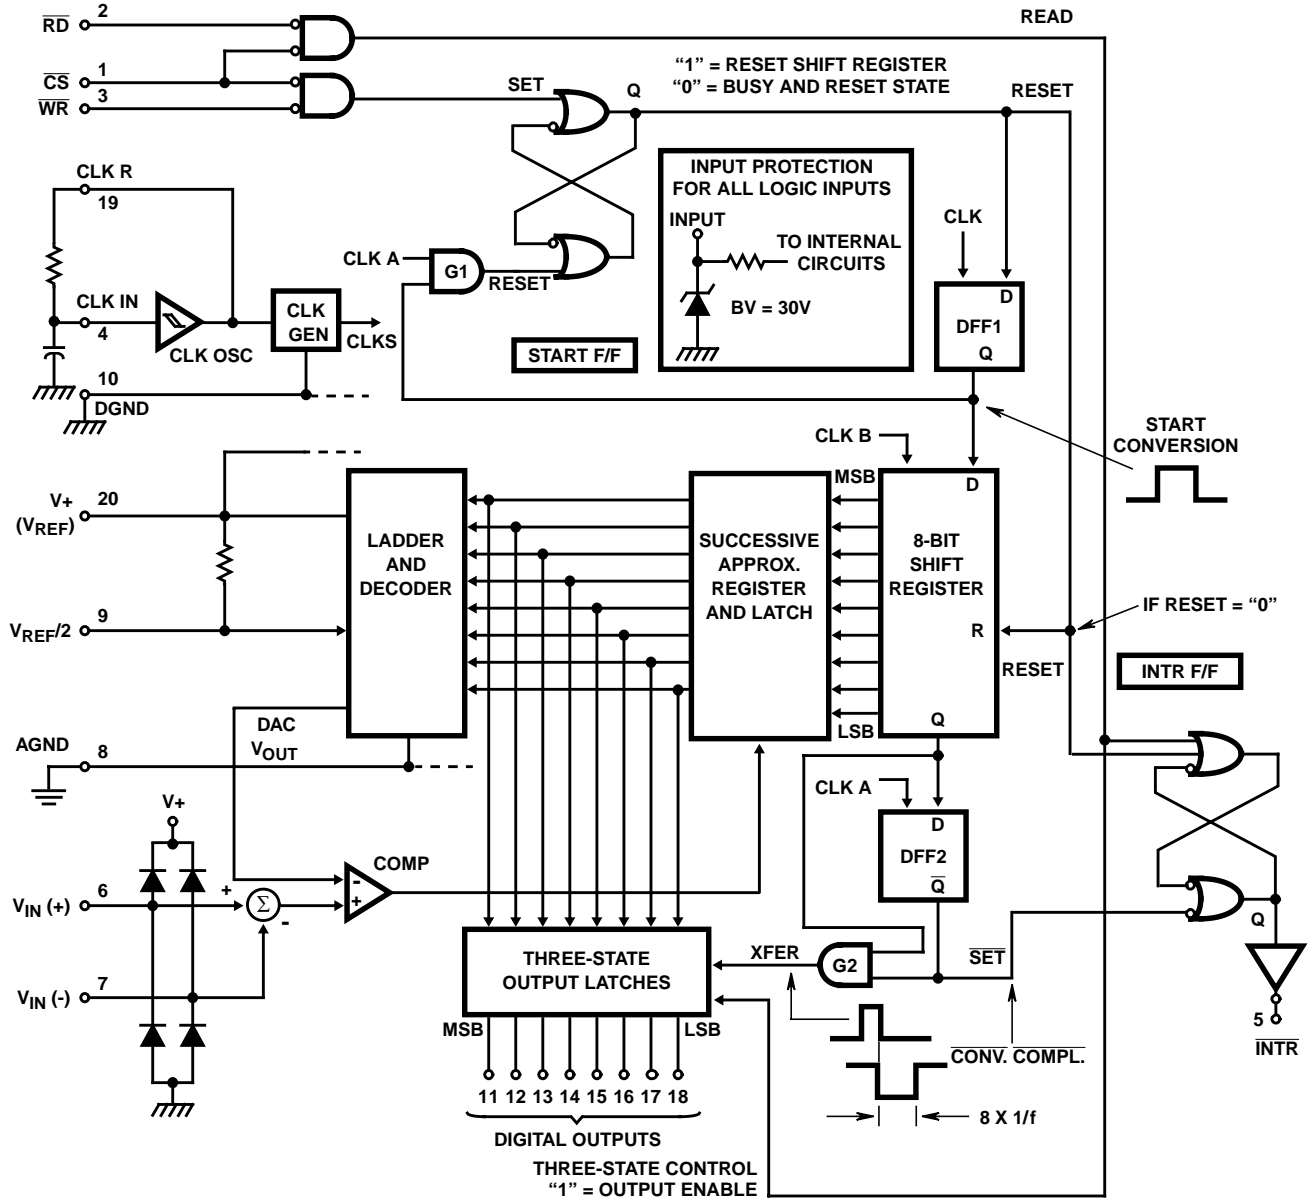 2
RD
READ
1
CS
3
WR
SET
Q
"1" = RESET SHIFT REGISTER
"0" = BUSY AND RESET STATE
RESET
CLK R
19
INPUT PROTECTION
FOR ALL LOGIC INPUTS
INPUT
TO INTERNAL
CIRCUITS
BV = 30V
CLK
CLK A
G1
RESET
D
DFF1
Q
CLK IN
4
CLK OSC
CLK
GEN
CLKS
START F/F
10
DGND
START
CONVERSION
CLK B
MSB
D
V+
(VREF)
20
LADDER
AND
DECODER
SUCCESSIVE
APPROX.
REGISTER
AND LATCH
8-BIT
SHIFT
REGISTER
IF RESET = "0"
VREF/2
9
R
RESET
INTR F/F
DAC
VOUT
LSB
Q
AGND
8
V+
CLK A
D
DFF2
Q
COMP
-
+
VIN (+)
6
+
Σ
-
Q
THREE-STATE
OUTPUT LATCHES
XFER
G2
SET
VIN (-)
7
MSB
LSB
5
INTR
CONV. COMPL.
11 12 13 14 15 16 17 18
8 X 1/f
DIGITAL OUTPUTS
THREE-STATE CONTROL
"1" = OUTPUT ENABLE